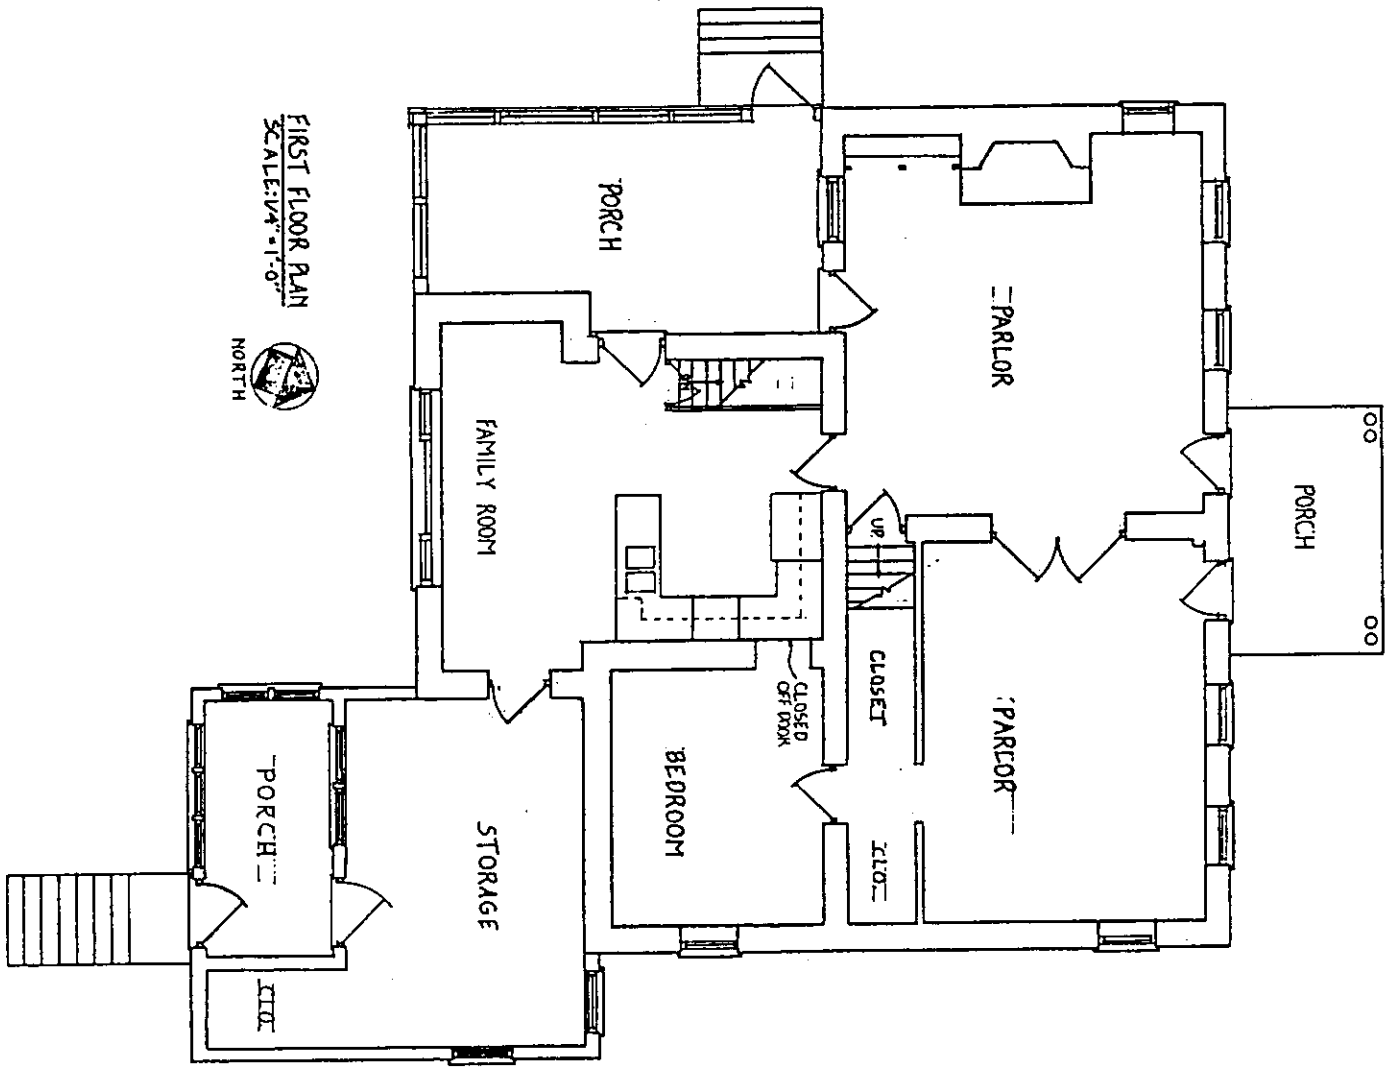 FIRST FLOOR PLAN
SCALE: 1/4" = 1'-0"
NORTH
PORCH
PARLOR
PORCH
FAMILY ROOM
UP
CLOSET
PARLOR
CLOSED
OFF DOOR
BEDROOM
CLO.
PORCH
STORAGE
CLO.